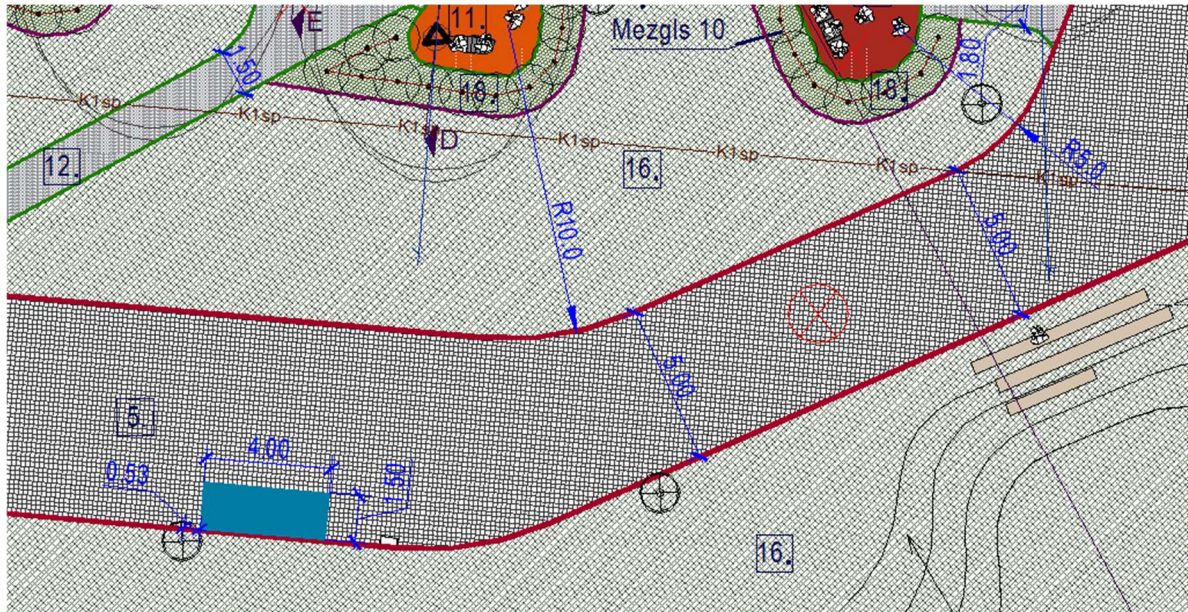 E
11.
Mezgls 10
1.50
18.
18.
1.80
K1sp
K1sp
K1sp
D
K1sp
K1sp
K1sp
K1sp
12.
16.
R5.0
R10.0
5.00
5.00
5.
4.00
0.53
1.50
16.